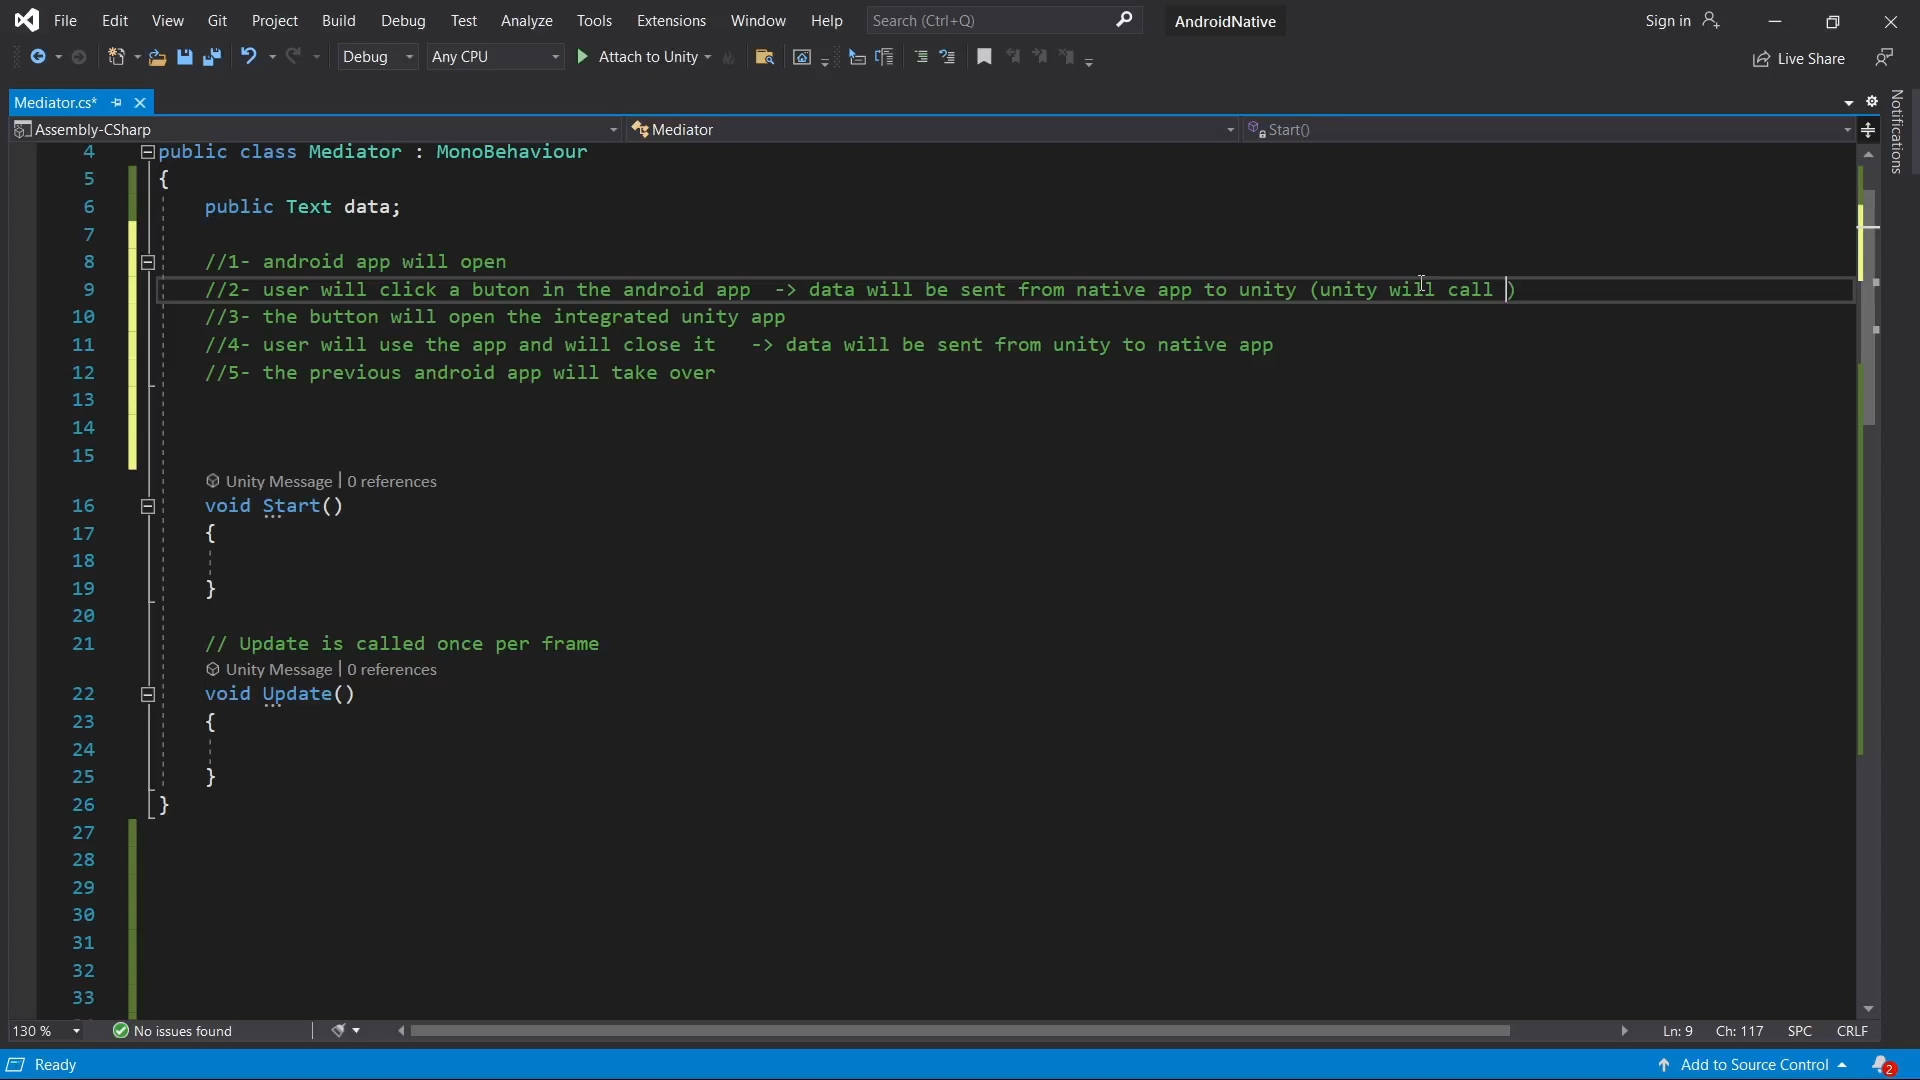 File Edit View Git Project Build Debug Test Analyze Tools Extensions Window Help Search (Ctrl+Q) AndroidNative Sign in
Debug Any CPU Attach to Unity Live Share
Mediator.cs*
Notifications
Assembly-CSharp Mediator Start()
4 public class Mediator : MonoBehaviour
5 {
6 public Text data;
7
8 //1- android app will open
9 //2- user will click a buton in the android app -> data will be sent from native app to unity (unity will call )
10 //3- the button will open the integrated unity app
11 //4- user will use the app and will close it -> data will be sent from unity to native app
12 //5- the previous android app will take over
13
14
15
Unity Message | 0 references
16 void Start()
17 {
18
19 }
20
21 // Update is called once per frame
Unity Message | 0 references
22 void Update()
23 {
24
25 }
26 }
27
28
29
30
31
32
33
130 % No issues found Ln: 9 Ch: 117 SPC CRLF
Ready Add to Source Control 2